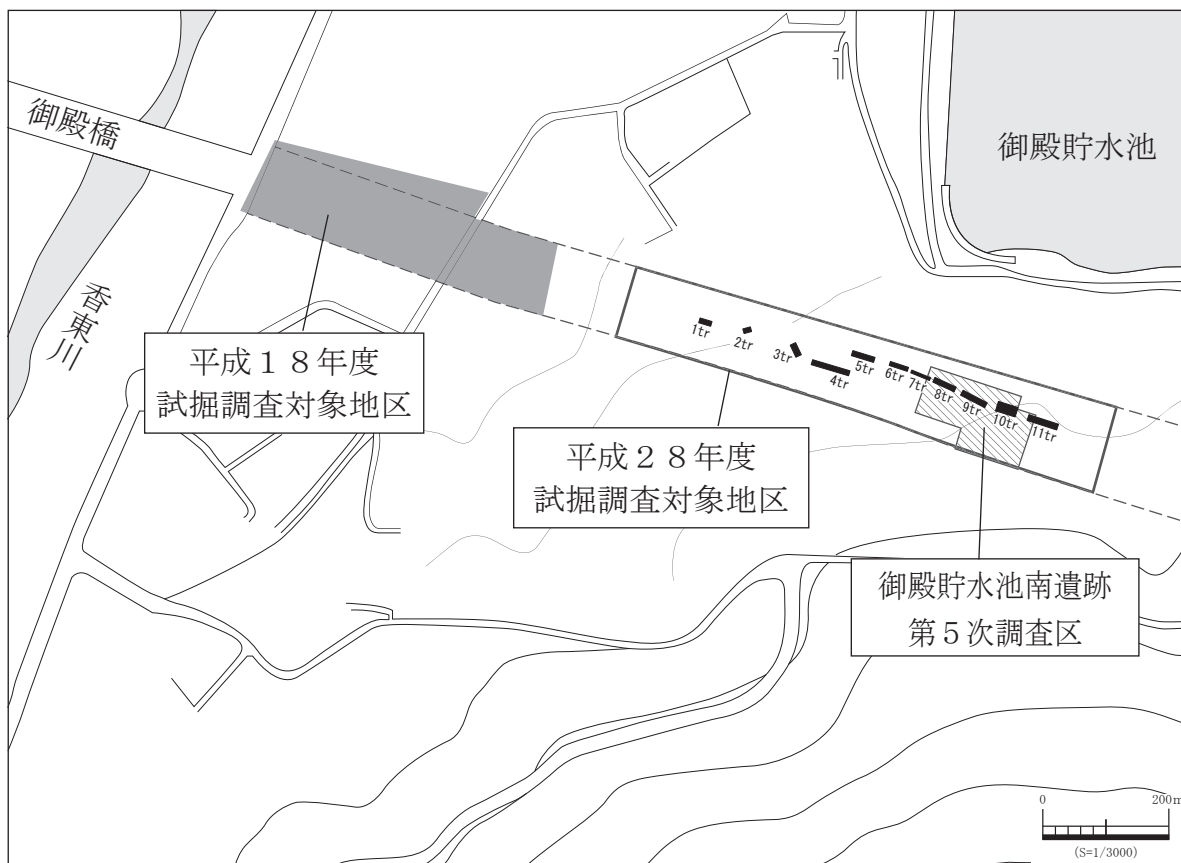 御殿橋
御殿貯水池
香東川
平成１８年度
試掘調査対象地区
1tr
2tr
3tr
4tr
5tr
6tr
7tr
8tr
9tr
10tr
11tr
平成２８年度
試掘調査対象地区
御殿貯水池南遺跡
第５次調査区
0
200m
(S=1/3000)